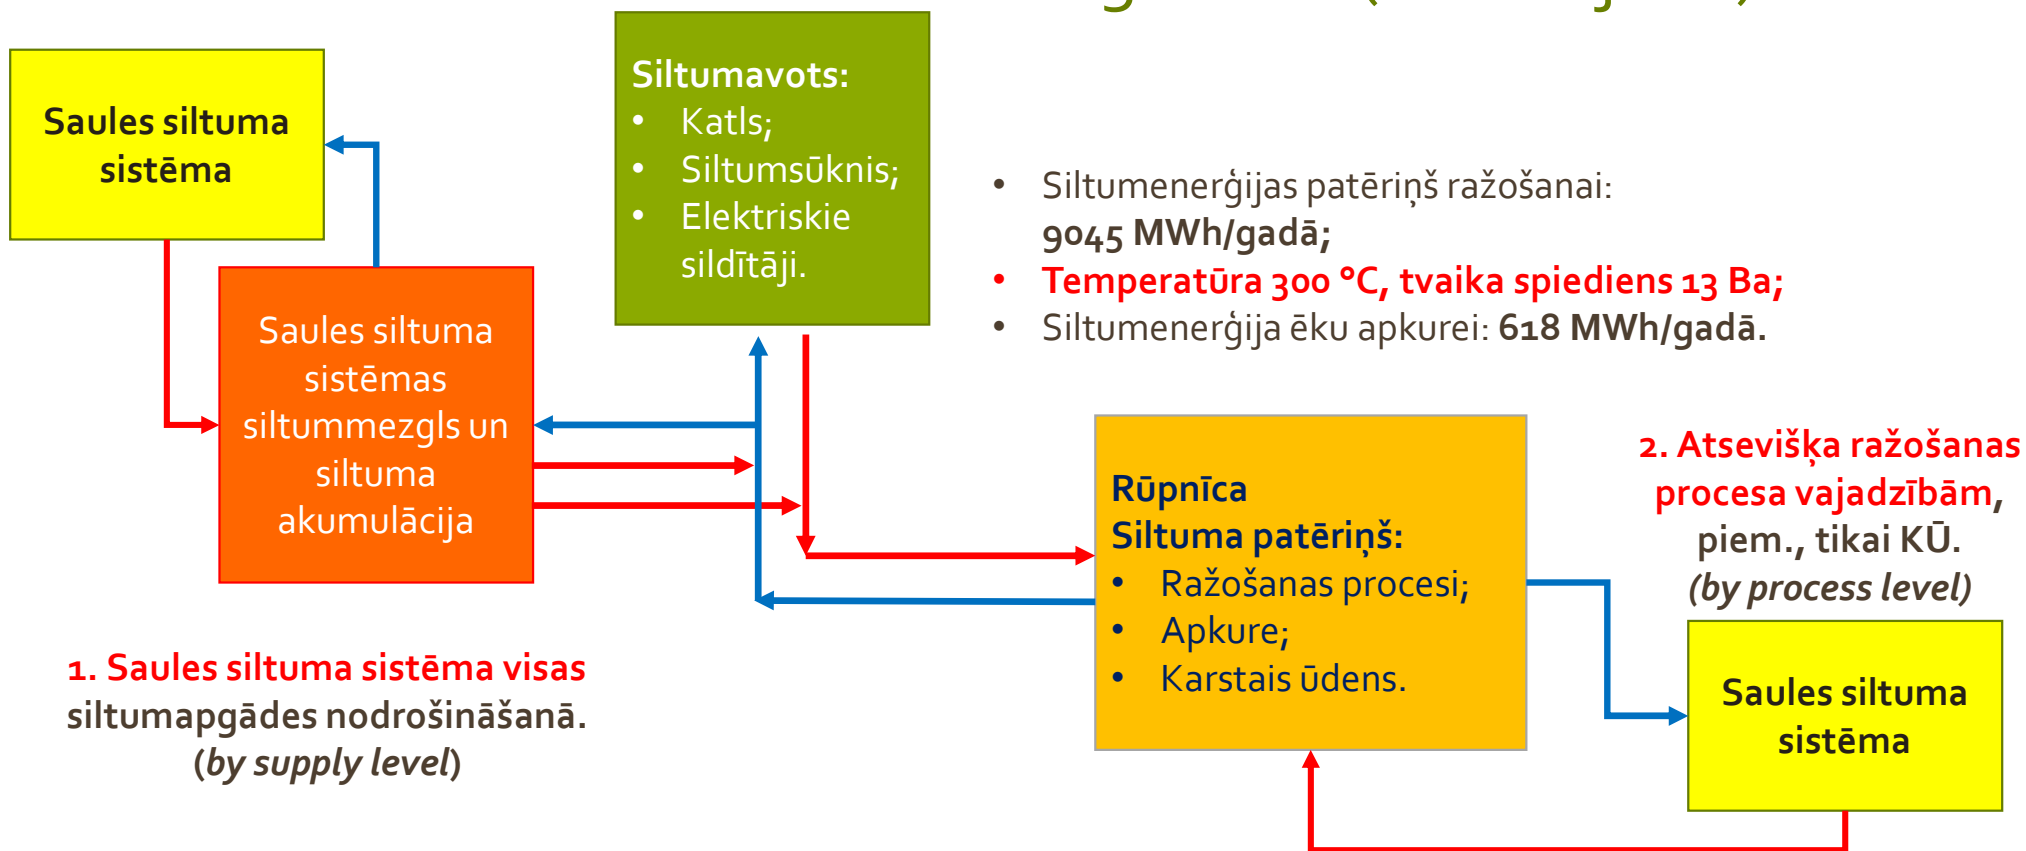 Saules siltuma
sistēma
Siltumavots:
• Katls;
• Siltumsūknis;
• Elektriskie
sildītāji.
• Siltumenerģijas patēriņš ražošanai:
9045 MWh/gadā;
• Temperatūra 300 °C, tvaika spiediens 13 Ba;
• Siltumenerģija ēku apkurei: 618 MWh/gadā.
Saules siltuma
sistēmas
siltummezgls un
siltuma
akumulācija
Rūpnīca
Siltuma patēriņš:
• Ražošanas procesi;
• Apkure;
• Karstais ūdens.
2. Atsevišķa ražošanas
procesa vajadzībām,
piem., tikai KŪ.
(by process level)
1. Saules siltuma sistēma visas
siltumapgādes nodrošināšanā.
(by supply level)
Saules siltuma
sistēma